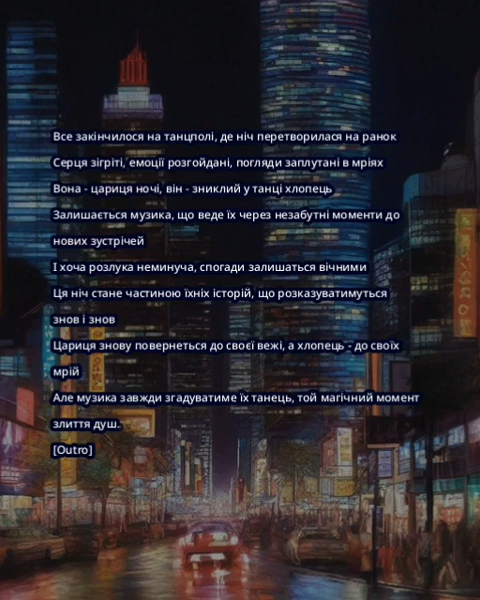 Все закінчилося на танцполі, де ніч перетворилася на ранок
Серця зігріті, емоції розгойдані, погляди заплутані в мріях
Вона - цариця ночі, він - зниклий у танці хлопець
Залишається музика, що веде їх через незабутні моменти до
нових зустрічей
І хоча розлука неминуча, спогади залишаться вічними
Ця ніч стане частиною їхніх історій, що розказуватимуться
знов і знов
Цариця знову повернеться до своєї вежі, а хлопець - до своїх
мрій
Але музика завжди згадуватиме їх танець, той магічний момент
злиття душ.
[Outro]